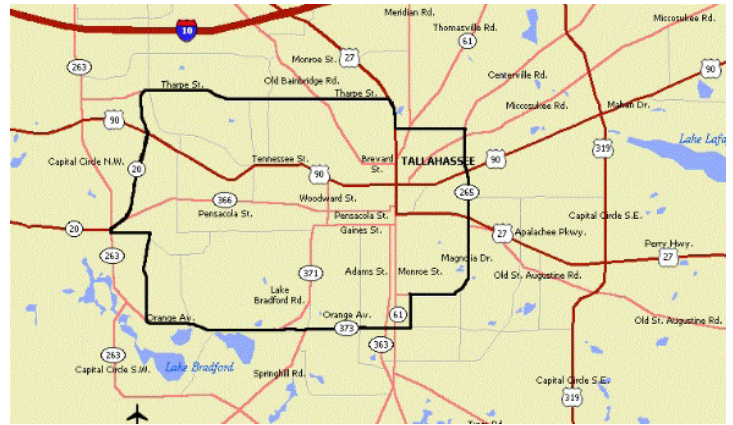 Meridian Rd.
Thomasville Rd.
Miccosukee Rd.
10
61
263
Monroe St.
27
Old Bainbridge Rd.
Centerville Rd.
90
Tharpe St.
Tharpe St.
Miccosukee Rd.
Mahan Dr.
90
319
Lake Lafa
Capital Circle N.W.
20
Tennessee St.
Brevard
St.
TALLAHASSEE
90
90
265
366
Woodward St.
Pensacola St.
Pensacola St.
Capital Circle S.E.
20
Gaines St.
27
Apalachee Pkwy.
Perry Hwy.
27
263
Magnolia Dr.
371
Adams St.
Monroe St.
Old St. Augustine Rd.
Lake
Bradford Rd.
Orange Av.
Orange Av.
61
373
Old St. Augustine Rd.
363
263
Capital Circle S.W.
Lake Bradford
Springhill Rd.
Capital Circle S.E.
319